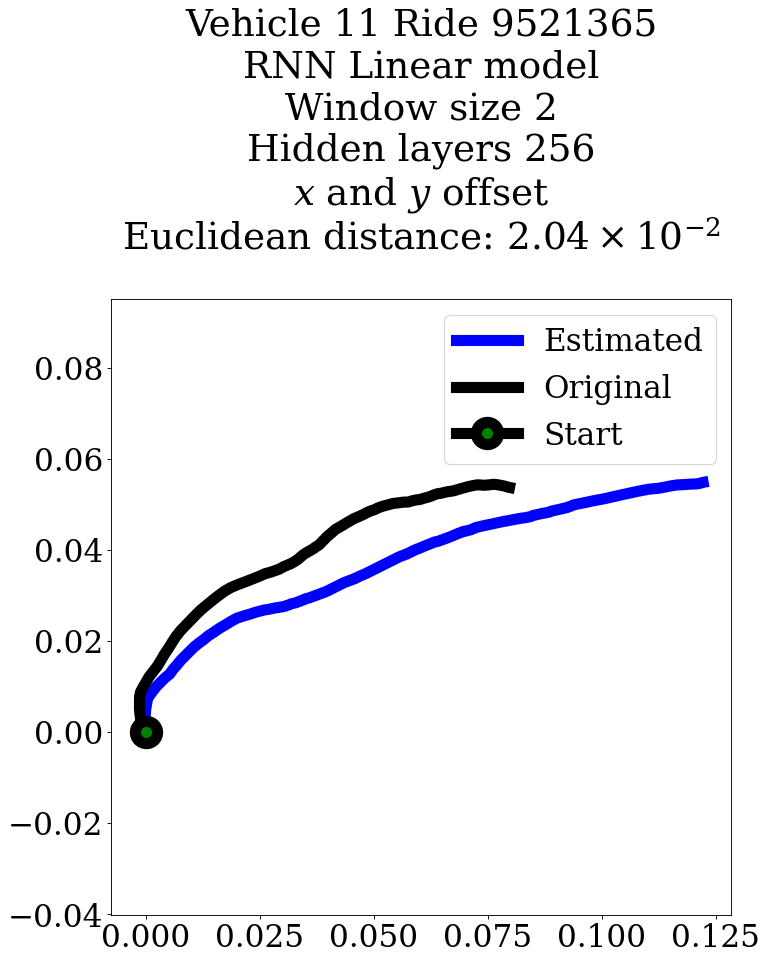 Vehicle 11 Ride 9521365
RNN Linear model
Window size 2
Hidden layers 256
x and y offset
Euclidean distance: 2.04 × 10⁻²
Estimated
Original
Start
0.08
0.06
0.04
0.02
0.00
−0.02
−0.04
0.000 0.025 0.050 0.075 0.100 0.125